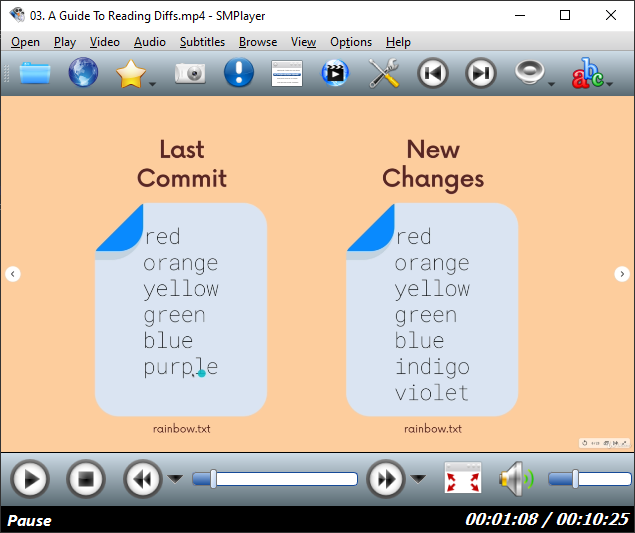 03. A Guide To Reading Diffs.mp4 - SMPlayer
Open Play Video Audio Subtitles Browse View Options Help
abc
Last
Commit
red
orange
yellow
green
blue
purple
rainbow.txt
New
Changes
red
orange
yellow
green
blue
indigo
violet
rainbow.txt
Pause
00:01:08 / 00:10:25